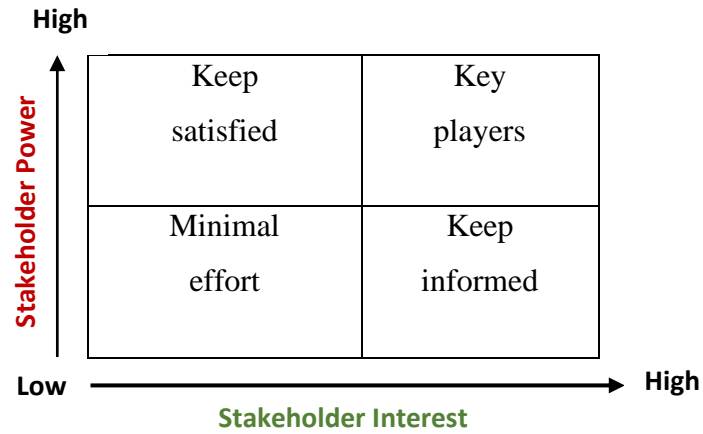 High
Keep
satisfied
Key
players
Stakeholder Power
Minimal
effort
Keep
informed
Low
High
Stakeholder Interest